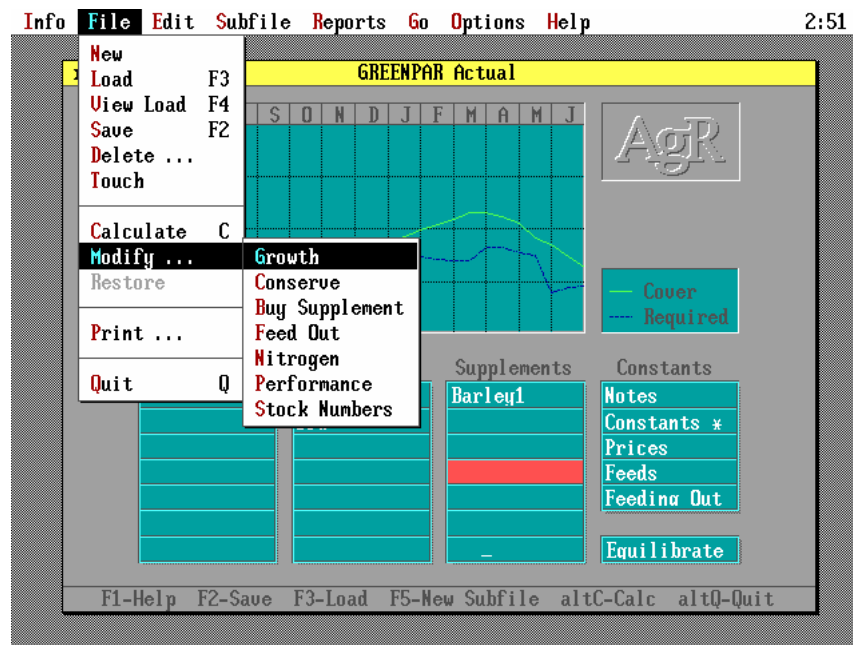 Info File Edit Subfile Reports Go Options Help 2:51
GREENPAR Actual
New
Load F3
View Load F4
Save F2
Delete ...
Touch
Calculate C
Modify ...
Restore
Print ...
Quit Q
Growth
Conserve
Buy Supplement
Feed Out
Nitrogen
Performance
Stock Numbers
S O N D J F M A M J
AgR
Cover
Required
Supplements
Barley1
Constants
Notes
Constants *
Prices
Feeds
Feeding Out
Equilibrate
F1-Help F2-Save F3-Load F5-New Subfile altC-Calc altQ-Quit